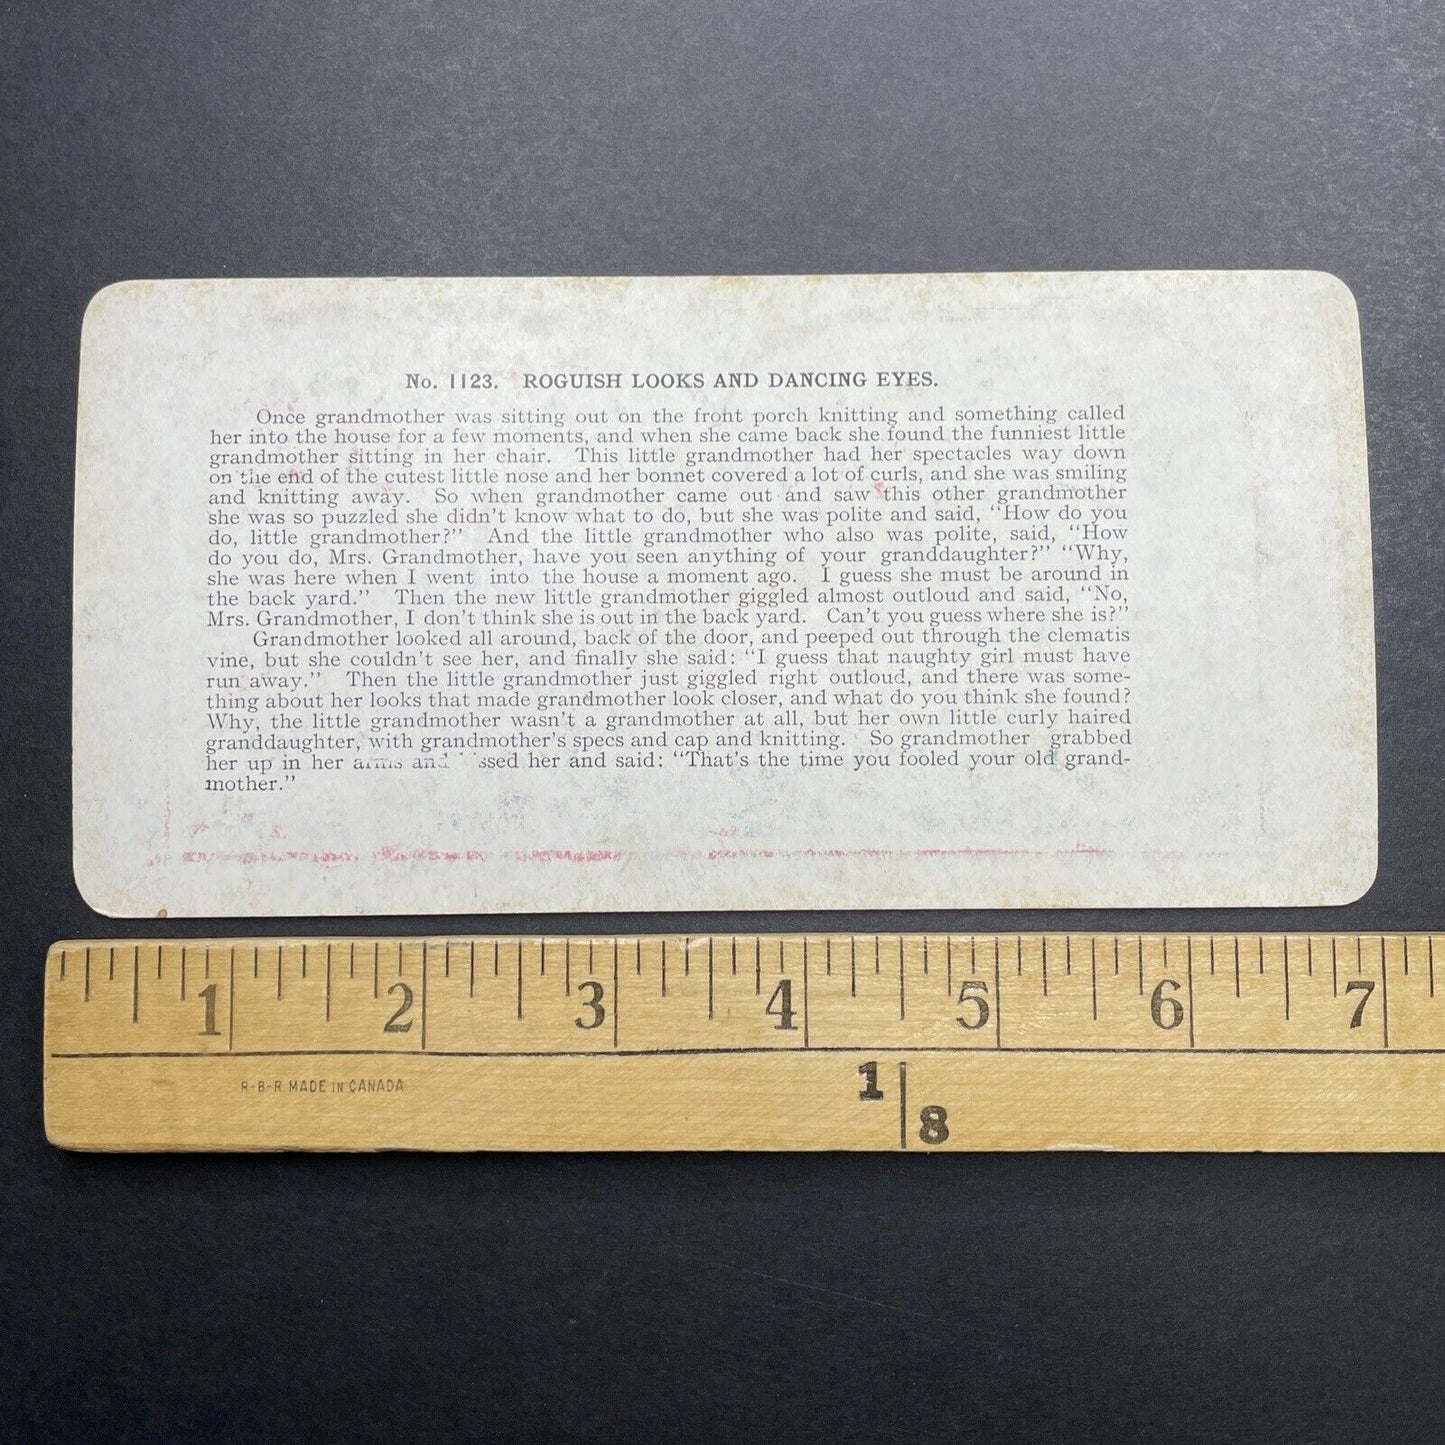 No. 1123. ROGUISH LOOKS AND DANCING EYES.
Once grandmother was sitting out on the front porch knitting and something called
her into the house for a few moments, and when she came back she found the funniest little
grandmother sitting in her chair. This little grandmother had her spectacles way down
on the end of the cutest little nose and her bonnet covered a lot of curls, and she was smiling
and knitting away. So when grandmother came out and saw this other grandmother
she was so puzzled she didn't know what to do, but she was polite and said, "How do you
do, little grandmother?" And the little grandmother who also was polite, said, "How
do you do, Mrs. Grandmother, have you seen anything of your granddaughter?" "Why,
she was here when I went into the house a moment ago. I guess she must be around in
the back yard." Then the new little grandmother giggled almost outloud and said, "No,
Mrs. Grandmother, I don't think she is out in the back yard. Can't you guess where she is?"
Grandmother looked all around, back of the door, and peeped out through the clematis
vine, but she couldn't see her, and finally she said: "I guess that naughty girl must have
run away." Then the little grandmother just giggled right outloud, and there was some-
thing about her looks that made grandmother look closer, and what do you think she found?
Why, the little grandmother wasn't a grandmother at all, but her own little curly haired
granddaughter, with grandmother's specs and cap and knitting. So grandmother grabbed
her up in her arms and her and said: "That's the time you fooled your old grand-
mother."
1 2 3 4 5 6 7
R-B-R MADE IN CANADA
1 8